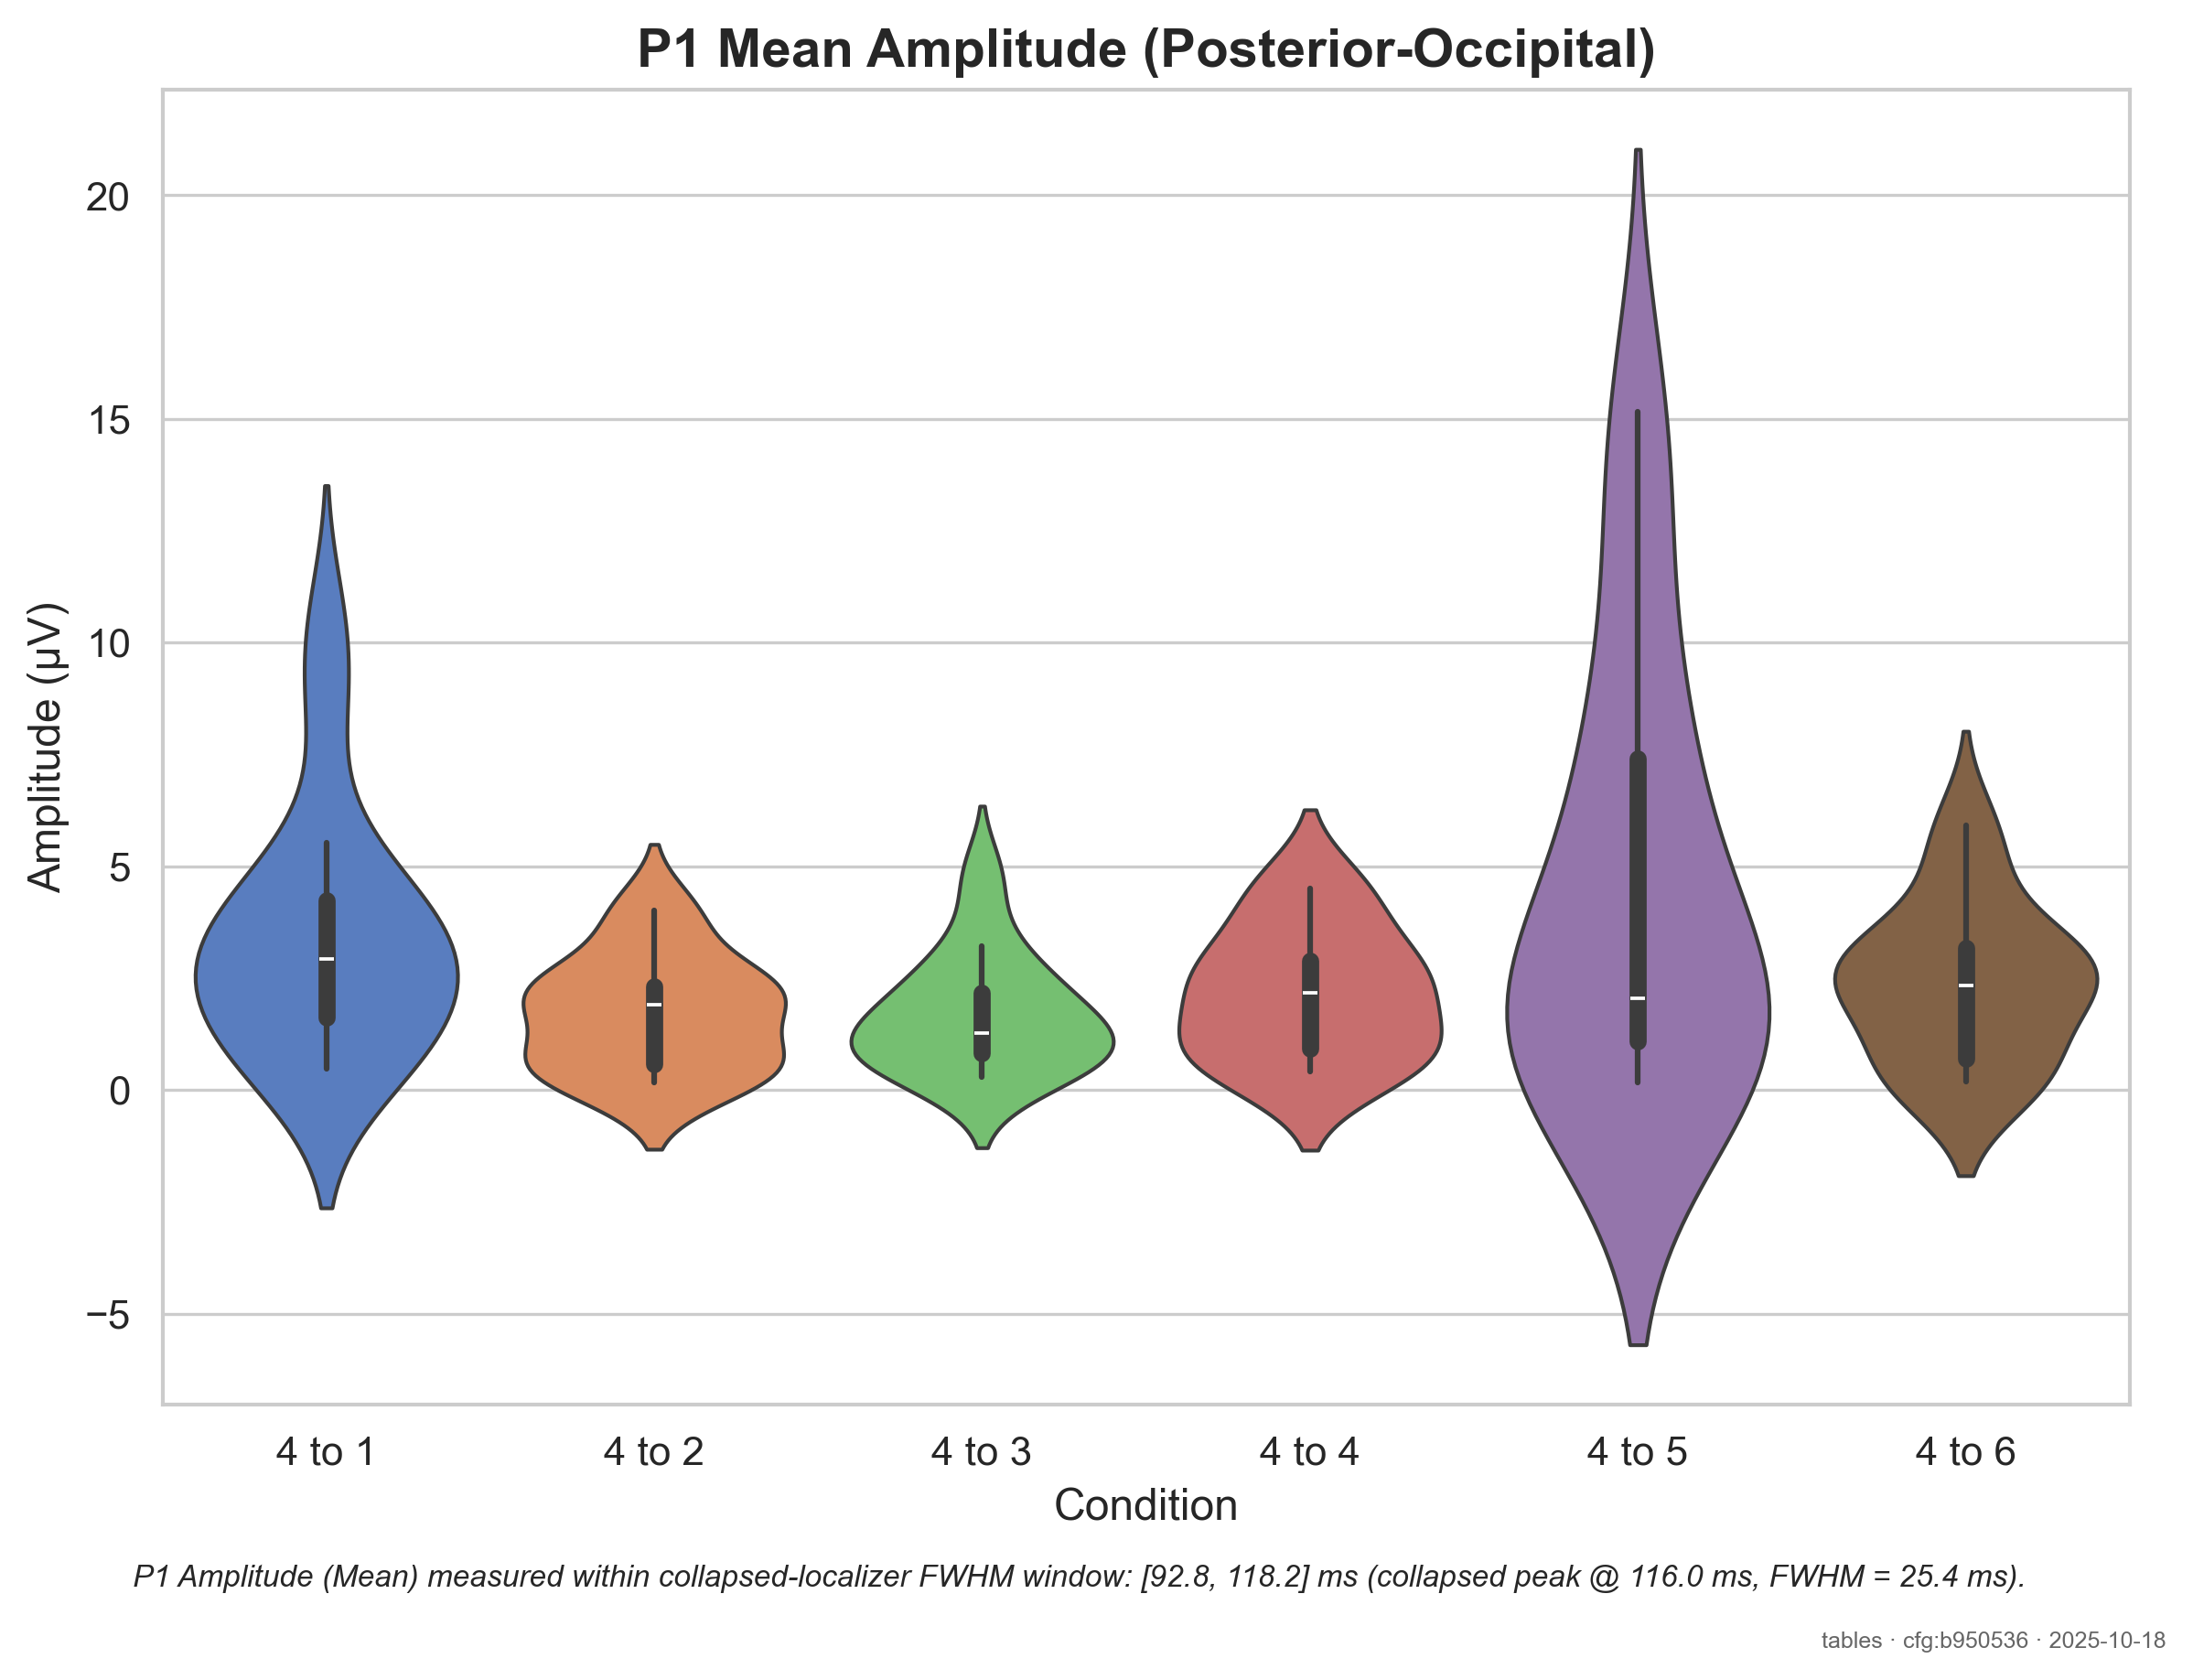 P1 Mean Amplitude (Posterior-Occipital)
Amplitude (µV)
20
15
10
5
0
−5
4 to 1
4 to 2
4 to 3
4 to 4
4 to 5
4 to 6
Condition
P1 Amplitude (Mean) measured within collapsed-localizer FWHM window: [92.8, 118.2] ms (collapsed peak @ 116.0 ms, FWHM = 25.4 ms).
tables · cfg:b950536 · 2025-10-18